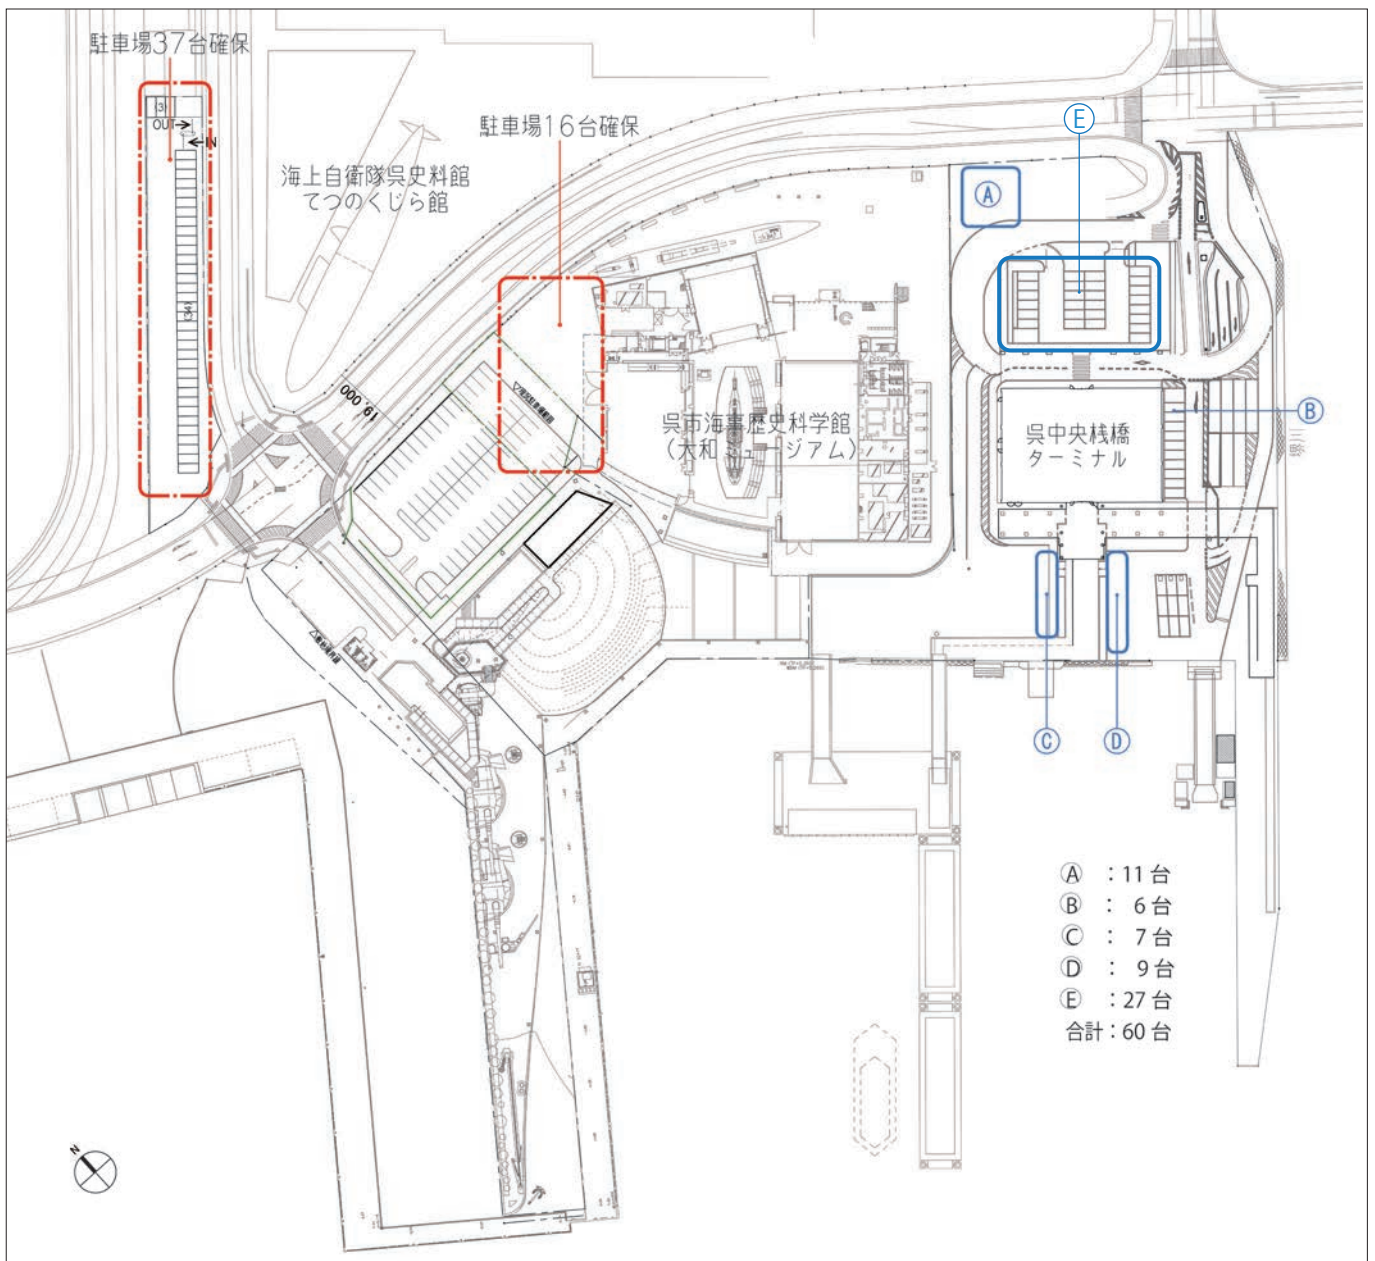 駐車場37台確保
(3)
OUT→
←IN
(34)
海上自衛隊呉史料館
てつのくじら館
駐車場16台確保
19.000
呉市海事歴史科学館
(大和ミュージアム)
Ⓐ
Ⓔ
呉中央桟橋
ターミナル
Ⓑ
堺川
Ⓒ
Ⓓ
Ⓐ :11台
Ⓑ : 6台
Ⓒ : 7台
Ⓓ : 9台
Ⓔ :27台
合計:60台
N